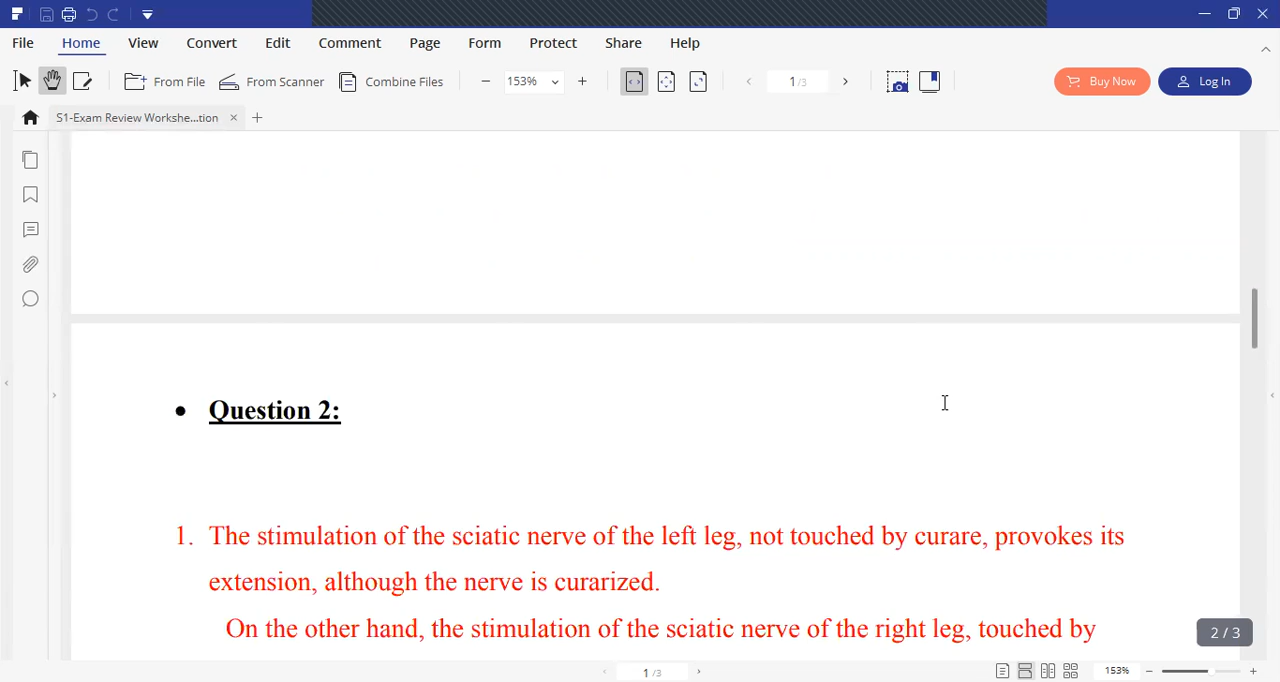 File Home View Convert Edit Comment Page Form Protect Share Help
From File From Scanner Combine Files 153% 1/3 Buy Now Log In
S1-Exam Review Workshe...tion
• Question 2:
1. The stimulation of the sciatic nerve of the left leg, not touched by curare, provokes its
extension, although the nerve is curarized.
On the other hand, the stimulation of the sciatic nerve of the right leg, touched by
2 / 3
1 /3 153%